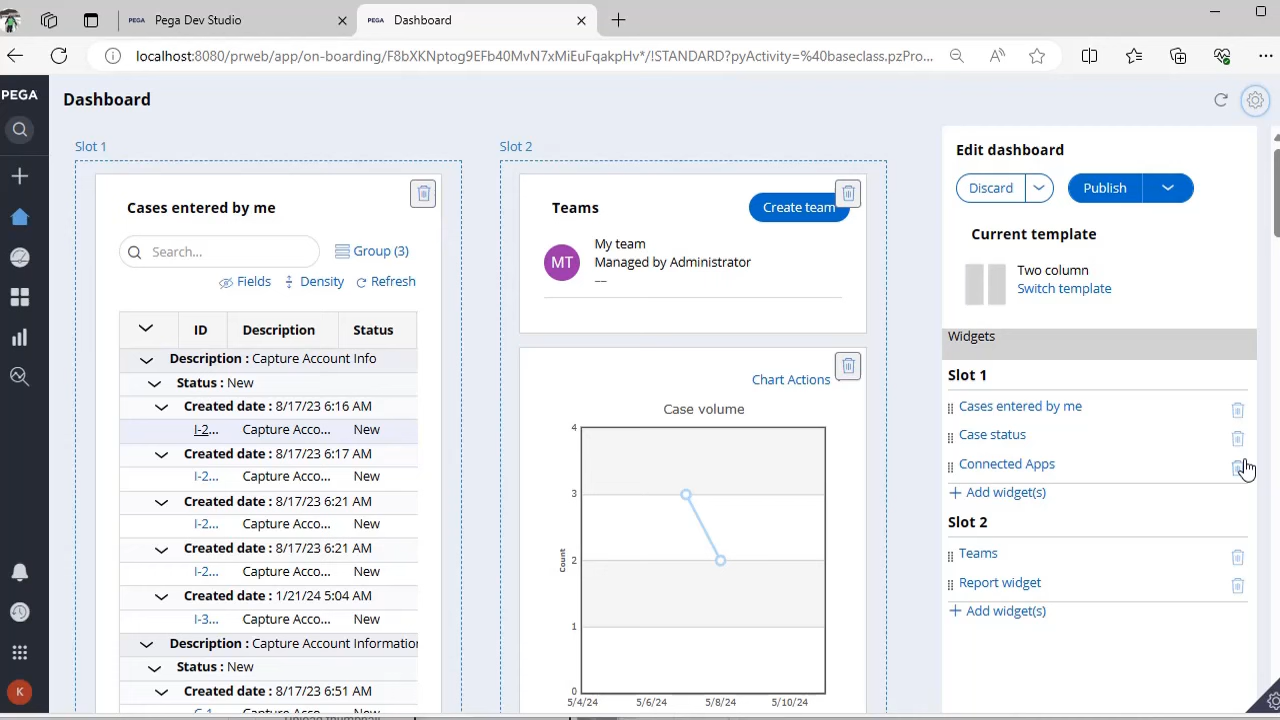 PEGA Pega Dev Studio
PEGA Dashboard
localhost:8080/prweb/app/on-boarding/F8bXKNptog9EFb40MvN7xMiEuFqakpHv*/!STANDARD?pyActivity=%40baseclass.pzPro...
PEGA
Dashboard
Slot 1
Cases entered by me
Search...
Group (3)
Fields
Density
Refresh
ID Description Status
Description : Capture Account Info
Status : New
Created date : 8/17/23 6:16 AM
I-2... Capture Acco... New
Created date : 8/17/23 6:17 AM
I-2... Capture Acco... New
Created date : 8/17/23 6:21 AM
I-2... Capture Acco... New
Created date : 8/17/23 6:21 AM
I-2... Capture Acco... New
Created date : 1/21/24 5:04 AM
I-3... Capture Acco... New
Description : Capture Account Information
Status : New
Created date : 8/17/23 6:51 AM
Slot 2
Teams
Create team
MT
My team
Managed by Administrator
---
Chart Actions
Case volume
4
3
2
1
0
Count
5/4/24 5/6/24 5/8/24 5/10/24
Edit dashboard
Discard
Publish
Current template
Two column
Switch template
Widgets
Slot 1
Cases entered by me
Case status
Connected Apps
Add widget(s)
Slot 2
Teams
Report widget
Add widget(s)
K